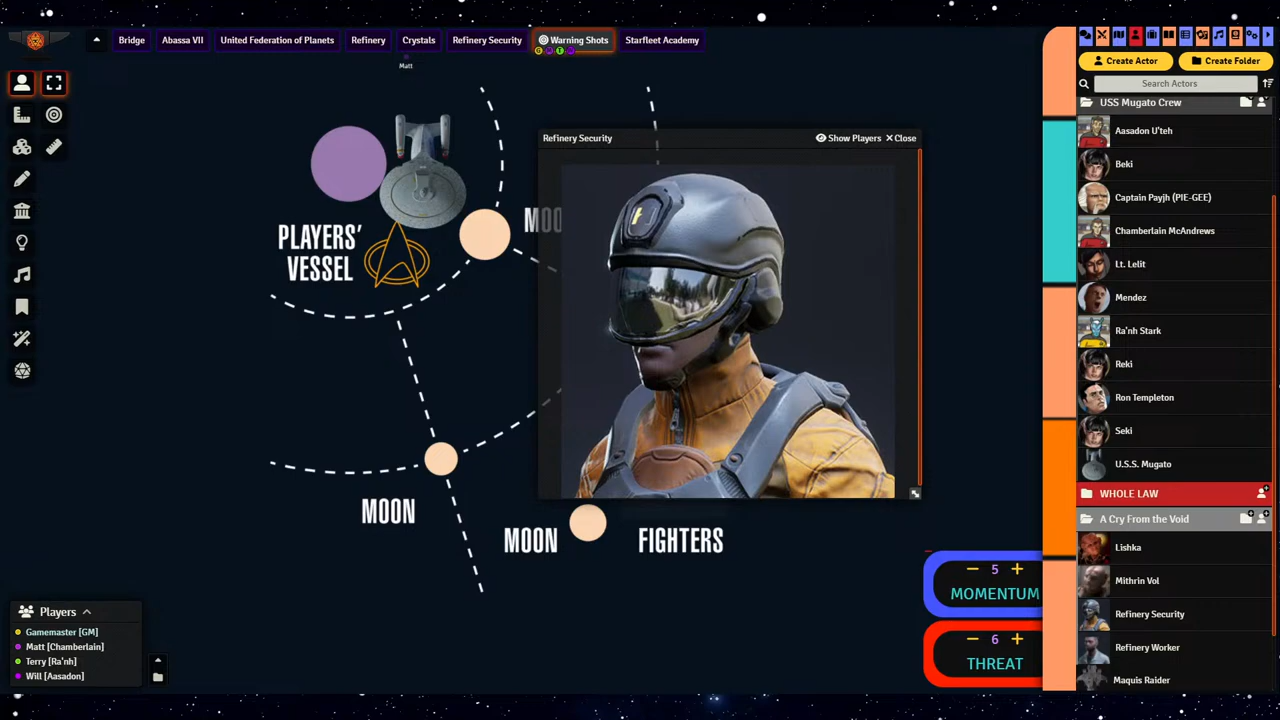 Bridge
Abassa VII
United Federation of Planets
Refinery
Crystals
Refinery Security
Warning Shots
Starfleet Academy
G
M
T
W
Matt
PLAYERS'
VESSEL
MOO
MOON
MOON
FIGHTERS
Refinery Security
Show Players
Close
MOMENTUM
5
THREAT
6
Players
Gamemaster [GM]
Matt [Chamberlain]
Terry [Ra'nh]
Will [Aasadon]
Create Actor
Create Folder
Search Actors
USS Mugato Crew
Aasadon U'teh
Beki
Captain Payjh (PIE-GEE)
Chamberlain McAndrews
Lt. Lelit
Mendez
Ra'nh Stark
Reki
Ron Templeton
Seki
U.S.S. Mugato
WHOLE LAW
A Cry From the Void
Lishka
Mithrin Vol
Refinery Security
Refinery Worker
Maquis Raider